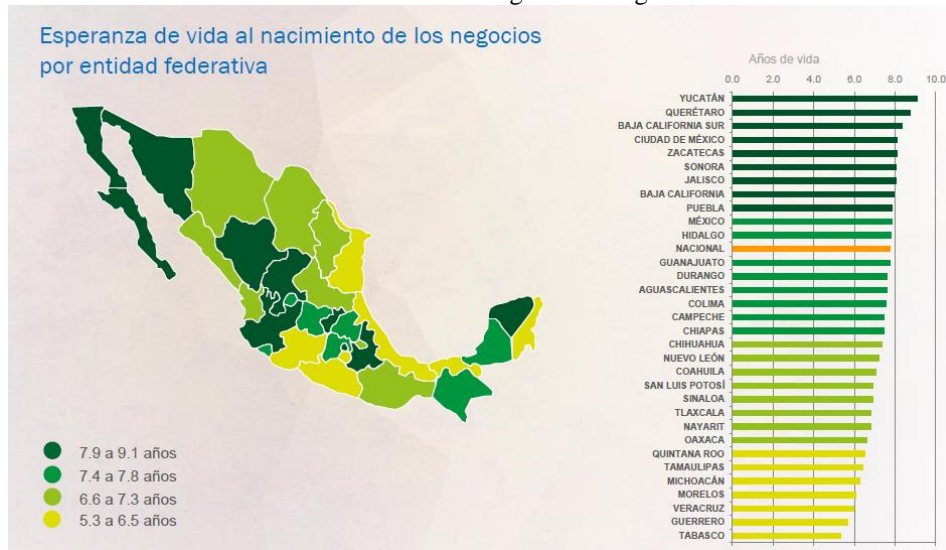 Esperanza de vida al nacimiento de los negocios
por entidad federativa
Años de vida
0.0 2.0 4.0 6.0 8.0 10.0
YUCATÁN
QUERÉTARO
BAJA CALIFORNIA SUR
CIUDAD DE MÉXICO
ZACATECAS
SONORA
JALISCO
BAJA CALIFORNIA
PUEBLA
MÉXICO
HIDALGO
NACIONAL
GUANAJUATO
DURANGO
AGUASCALIENTES
COLIMA
CAMPECHE
CHIAPAS
CHIHUAHUA
NUEVO LEÓN
COAHUILA
SAN LUIS POTOSÍ
SINALOA
TLAXCALA
NAYARIT
OAXACA
QUINTANA ROO
TAMAULIPAS
MICHOACÁN
MORELOS
VERACRUZ
GUERRERO
TABASCO
7.9 a 9.1 años
7.4 a 7.8 años
6.6 a 7.3 años
5.3 a 6.5 años